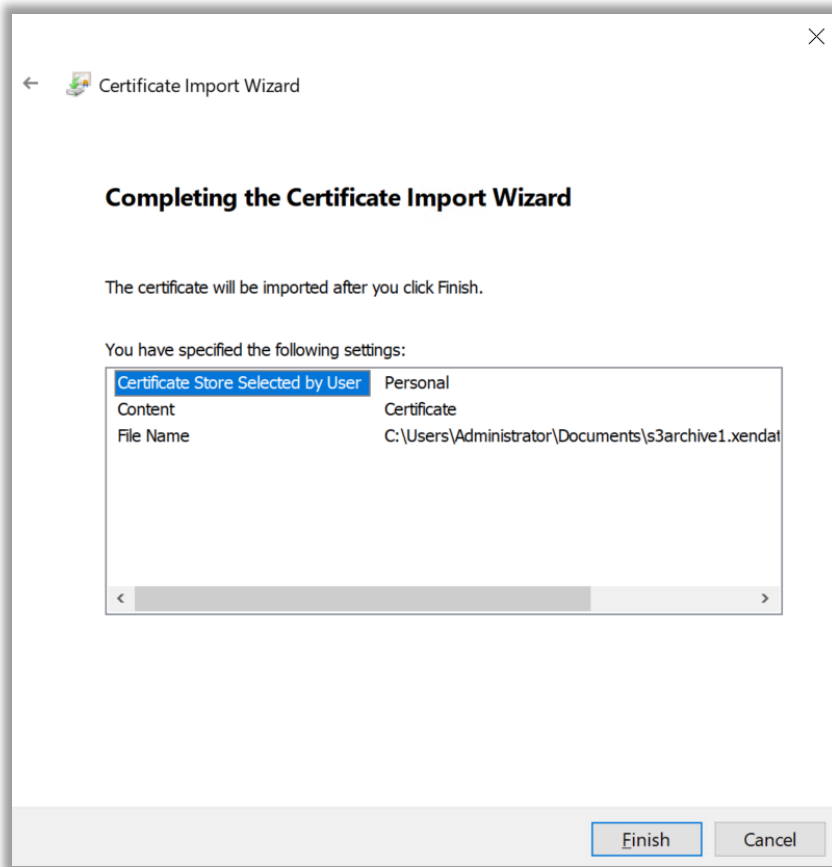 Certificate Import Wizard
Completing the Certificate Import Wizard
The certificate will be imported after you click Finish.
You have specified the following settings:
Certificate Store Selected by User Personal
Content Certificate
File Name C:\Users\Administrator\Documents\s3archive1.xendat
Finish Cancel